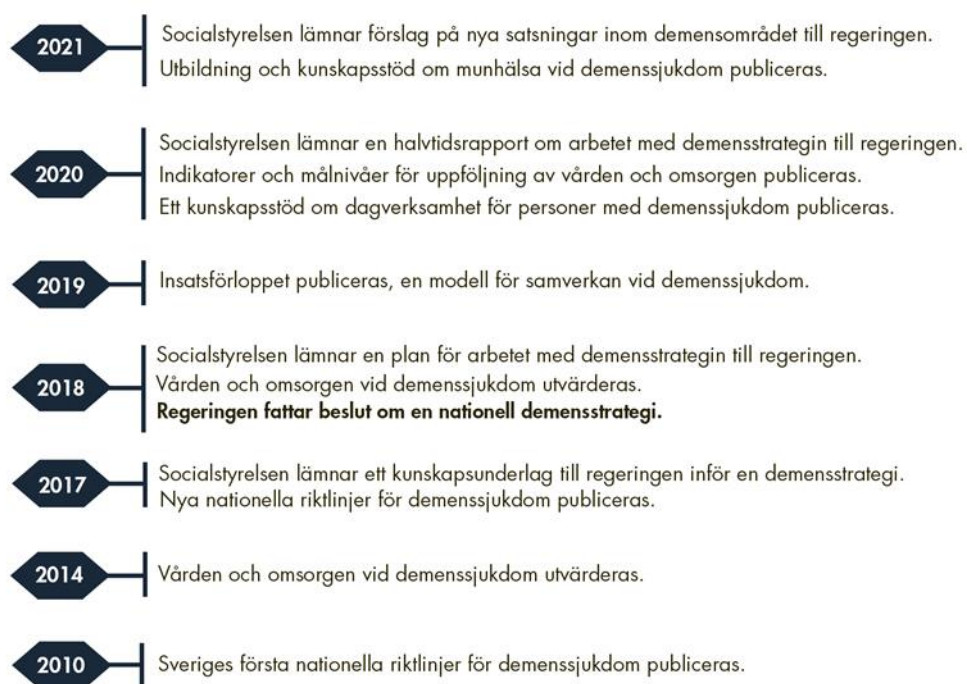 2021
Socialstyrelsen lämnar förslag på nya satsningar inom demensområdet till regeringen.
Utbildning och kunskapsstöd om munhälsa vid demenssjukdom publiceras.
2020
Socialstyrelsen lämnar en halvtidsrapport om arbetet med demensstrategin till regeringen.
Indikatorer och målnivåer för uppföljning av vården och omsorgen publiceras.
Ett kunskapsstöd om dagverksamhet för personer med demenssjukdom publiceras.
2019
Insatsförloppet publiceras, en modell för samverkan vid demenssjukdom.
2018
Socialstyrelsen lämnar en plan för arbetet med demensstrategin till regeringen.
Vården och omsorgen vid demenssjukdom utvärderas.
Regeringen fattar beslut om en nationell demensstrategi.
2017
Socialstyrelsen lämnar ett kunskapsunderlag till regeringen inför en demensstrategi.
Nya nationella riktlinjer för demenssjukdom publiceras.
2014
Vården och omsorgen vid demenssjukdom utvärderas.
2010
Sveriges första nationella riktlinjer för demenssjukdom publiceras.